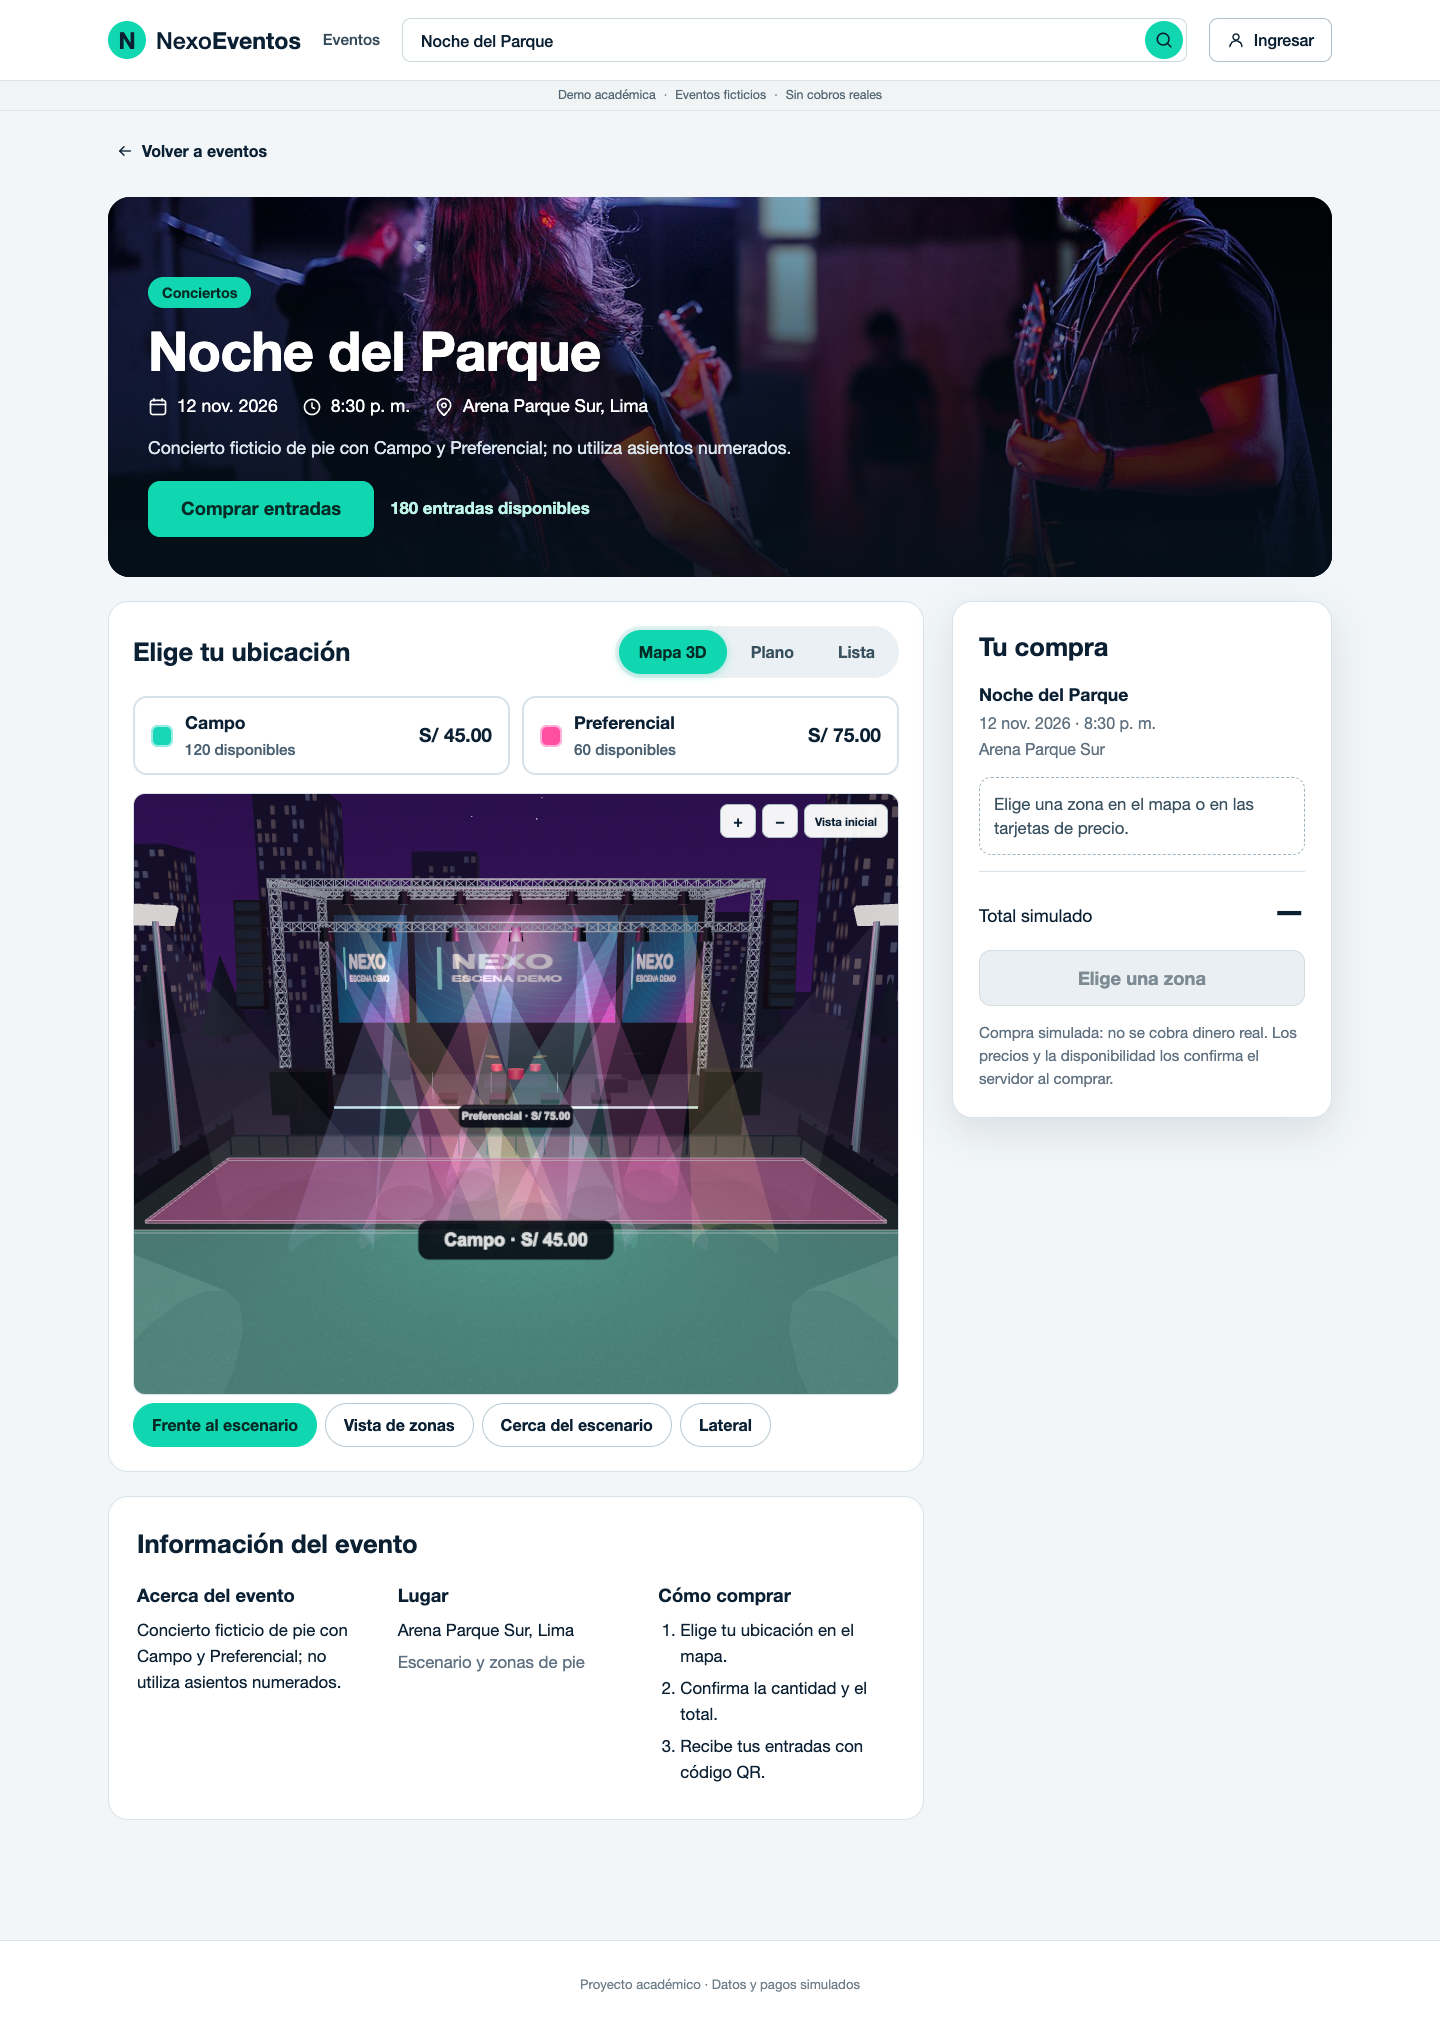 N NexoEventos
Eventos
Noche del Parque
Ingresar
Demo académica · Eventos ficticios · Sin cobros reales
← Volver a eventos
Conciertos
Noche del Parque
12 nov. 2026 8:30 p. m. Arena Parque Sur, Lima
Concierto ficticio de pie con Campo y Preferencial; no utiliza asientos numerados.
Comprar entradas
180 entradas disponibles
Elige tu ubicación
Mapa 3D
Plano
Lista
Campo
120 disponibles
S/ 45.00
Preferencial
60 disponibles
S/ 75.00
+
−
Vista inicial
NEXO
ESCENA DEMO
NEXO
ESCENA DEMO
NEXO
ESCENA DEMO
Preferencial · S/ 75.00
Campo · S/ 45.00
Frente al escenario
Vista de zonas
Cerca del escenario
Lateral
Tu compra
Noche del Parque
12 nov. 2026 · 8:30 p. m.
Arena Parque Sur
Elige una zona en el mapa o en las
tarjetas de precio.
Total simulado —
Elige una zona
Compra simulada: no se cobra dinero real. Los
precios y la disponibilidad los confirma el
servidor al comprar.
Información del evento
Acerca del evento
Concierto ficticio de pie con
Campo y Preferencial; no
utiliza asientos numerados.
Lugar
Arena Parque Sur, Lima
Escenario y zonas de pie
Cómo comprar
1. Elige tu ubicación en el
mapa.
2. Confirma la cantidad y el
total.
3. Recibe tus entradas con
código QR.
Proyecto académico · Datos y pagos simulados